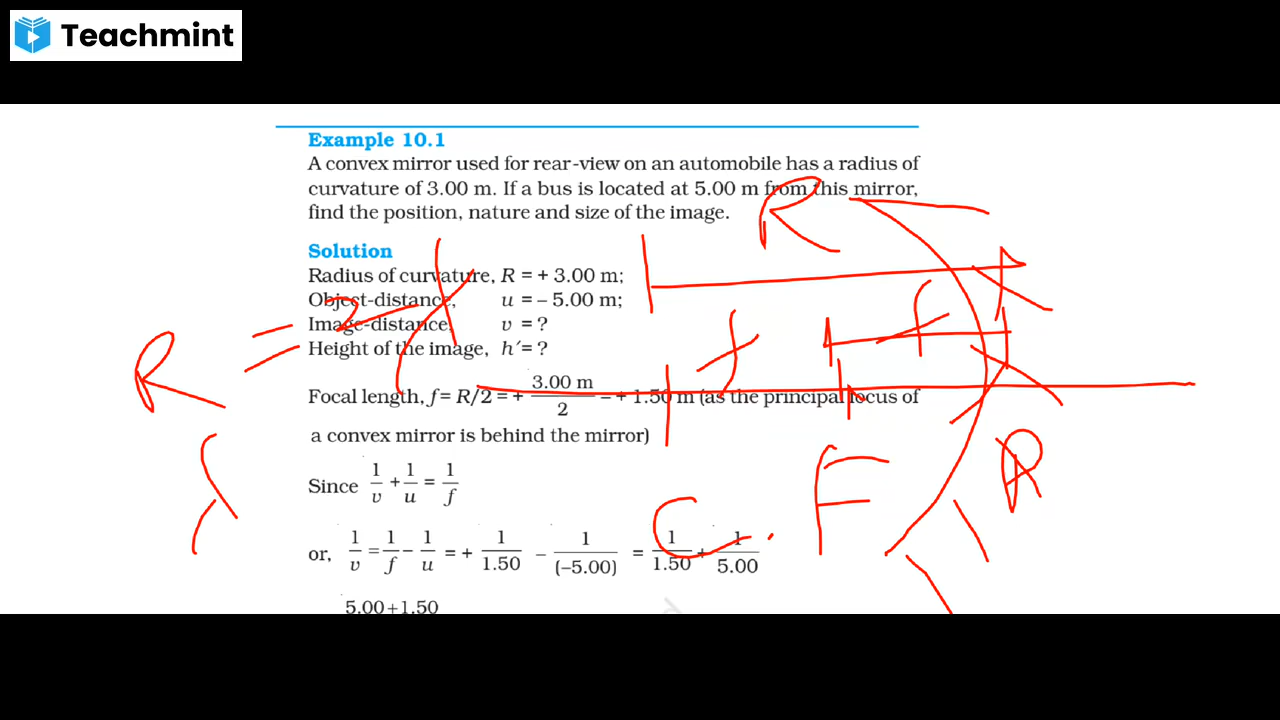 Teachmint
Example 10.1
A convex mirror used for rear-view on an automobile has a radius of
curvature of 3.00 m. If a bus is located at 5.00 m from this mirror,
find the position, nature and size of the image.
Solution
Radius of curvature, R = + 3.00 m;
Object-distance, u = – 5.00 m;
Image-distance, v = ?
Height of the image, h′= ?
Focal length, f = R/2 = + 3.00 m / 2 = + 1.50 m (as the principal focus of
a convex mirror is behind the mirror)
Since 1/v + 1/u = 1/f
or, 1/v = 1/f – 1/u = + 1/1.50 – 1/(–5.00) = 1/1.50 + 1/5.00
5.00+1.50
R
f
f
R = 2f
P
F
C